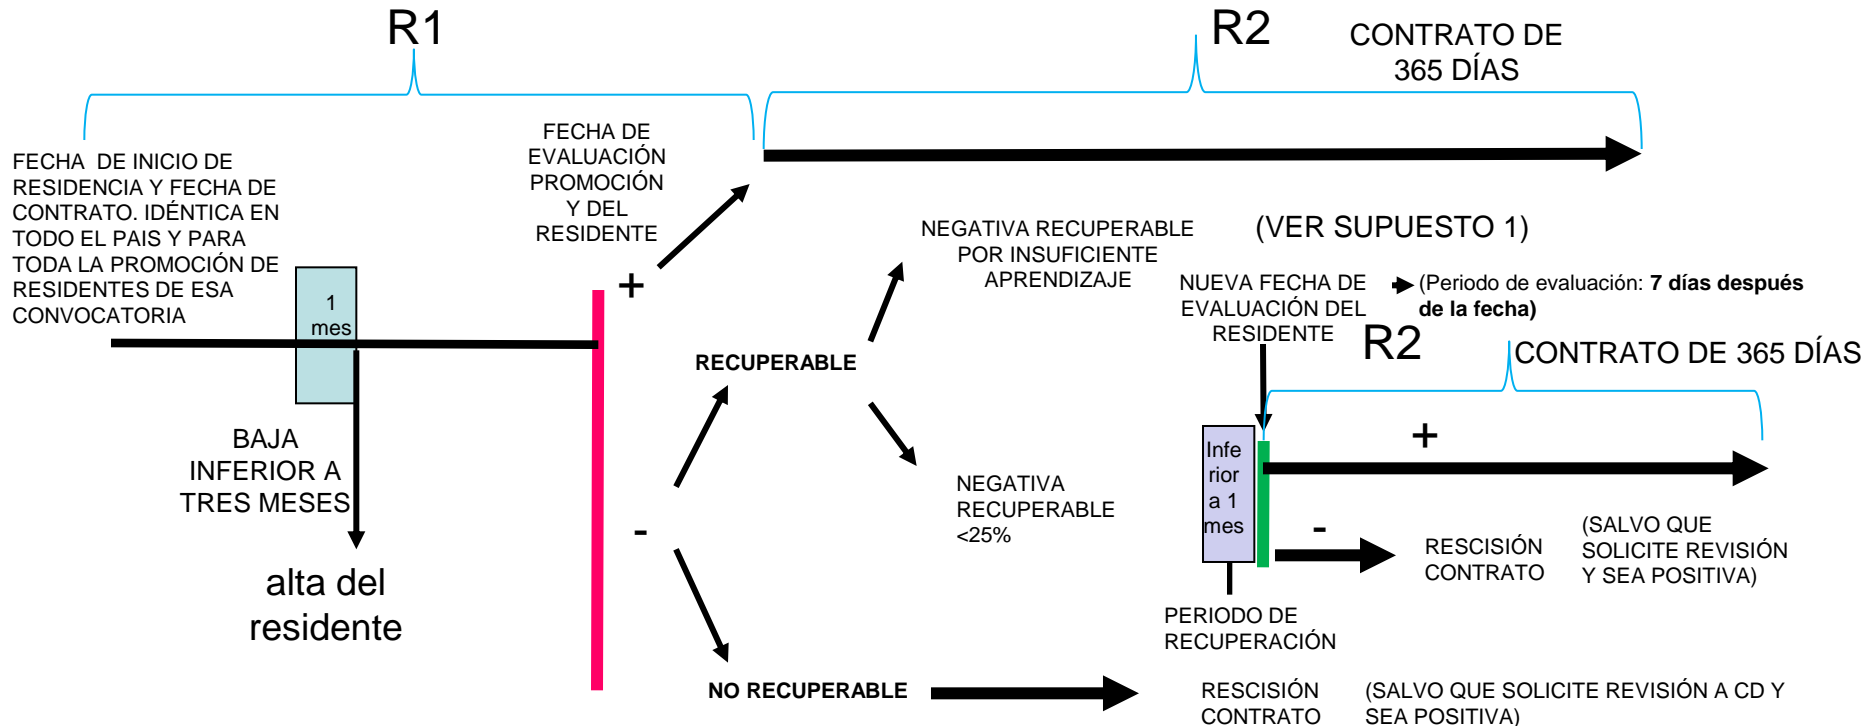 R1
R2
CONTRATO DE
365 DÍAS
FECHA DE INICIO DE
RESIDENCIA Y FECHA DE
CONTRATO. IDÉNTICA EN
TODO EL PAIS Y PARA
TODA LA PROMOCIÓN DE
RESIDENTES DE ESA
CONVOCATORIA
FECHA DE
EVALUACIÓN
PROMOCIÓN
Y DEL
RESIDENTE
1
mes
BAJA
INFERIOR A
TRES MESES
alta del
residente
+
-
RECUPERABLE
NO RECUPERABLE
NEGATIVA RECUPERABLE
POR INSUFICIENTE
APRENDIZAJE
(VER SUPUESTO 1)
NEGATIVA
RECUPERABLE
<25%
NUEVA FECHA DE
EVALUACIÓN DEL
RESIDENTE
(Periodo de evaluación: 7 días después
de la fecha)
R2
CONTRATO DE 365 DÍAS
Infe
rior
a 1
mes
+
-
RESCISIÓN
CONTRATO
(SALVO QUE
SOLICITE REVISIÓN
Y SEA POSITIVA)
PERIODO DE
RECUPERACIÓN
RESCISIÓN
CONTRATO
(SALVO QUE SOLICITE REVISIÓN A CD Y
SEA POSITIVA)